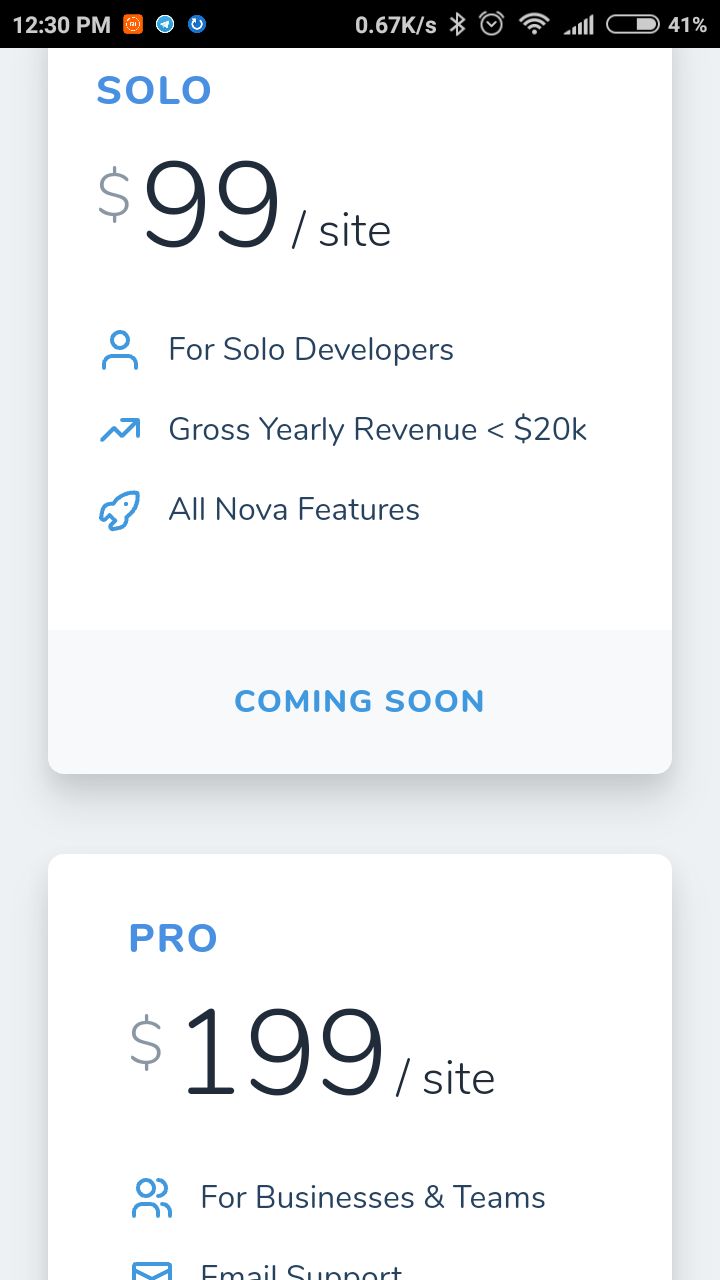 12:30 PM 0.67K/s 41%
SOLO
$99 / site
For Solo Developers
Gross Yearly Revenue < $20k
All Nova Features
COMING SOON
PRO
$199 / site
For Businesses & Teams
Email Support